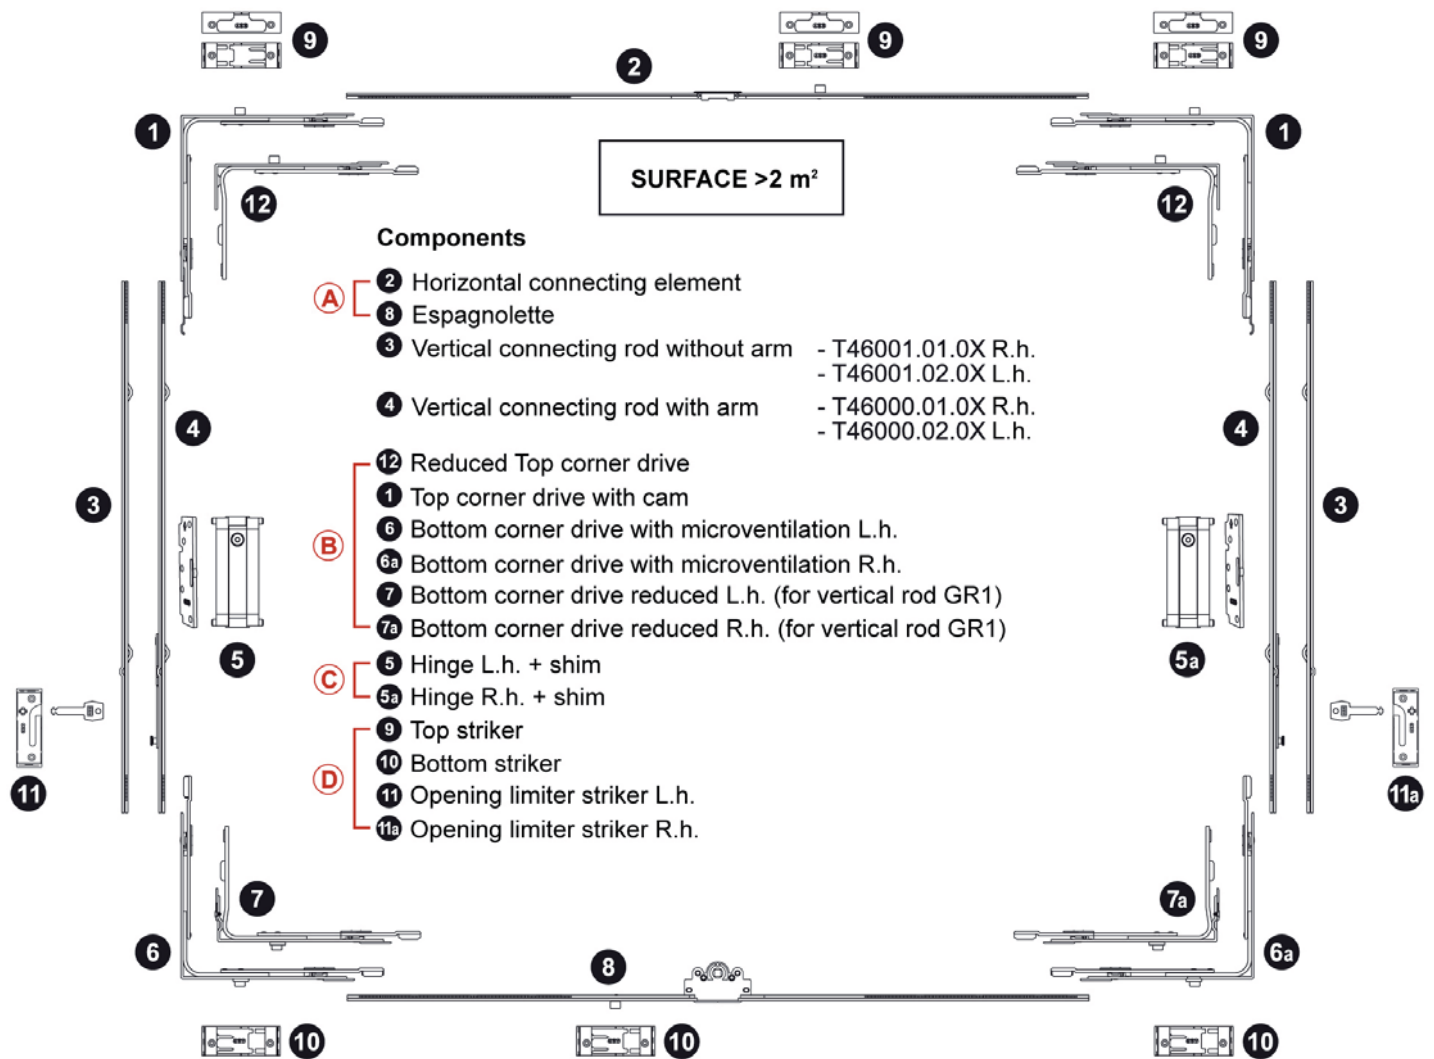 9 9 9
2
1 1
SURFACE >2 m²
12 12
Components
A
2 Horizontal connecting element
8 Espagnolette
3 Vertical connecting rod without arm - T46001.01.0X R.h.
- T46001.02.0X L.h.
4 Vertical connecting rod with arm - T46000.01.0X R.h.
- T46000.02.0X L.h.
4 4
3 3
B
12 Reduced Top corner drive
1 Top corner drive with cam
6 Bottom corner drive with microventilation L.h.
6a Bottom corner drive with microventilation R.h.
7 Bottom corner drive reduced L.h. (for vertical rod GR1)
7a Bottom corner drive reduced R.h. (for vertical rod GR1)
5 5a
C
5 Hinge L.h. + shim
5a Hinge R.h. + shim
D
9 Top striker
10 Bottom striker
11 Opening limiter striker L.h.
11a Opening limiter striker R.h.
11 11a
7 7a
6 6a
8
10 10 10